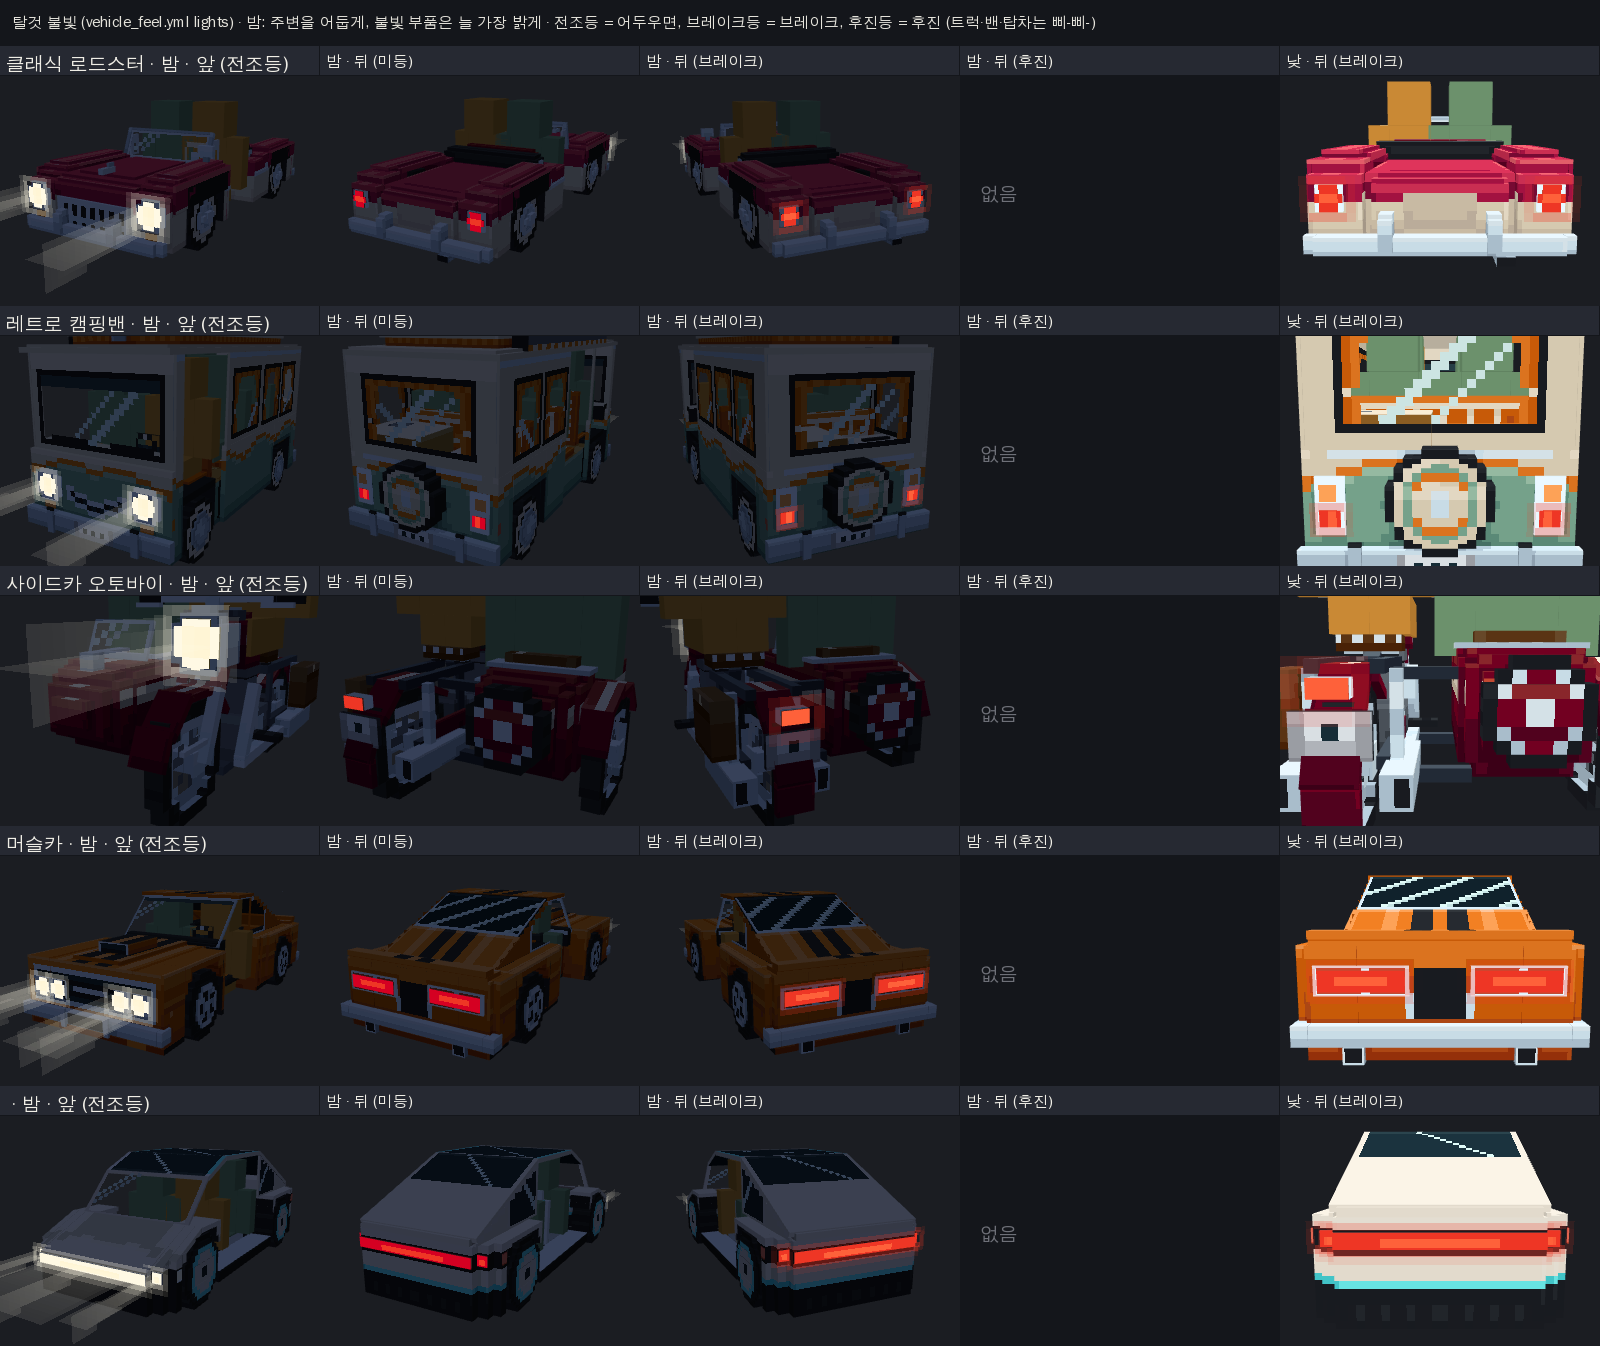 탈것 불빛 (vehicle_feel.yml lights) · 밤: 주변을 어둡게, 불빛 부품은 늘 가장 밝게 · 전조등 = 어두우면, 브레이크등 = 브레이크, 후진등 = 후진 (트럭·밴·탑차는 삐-삐-)
클래식 로드스터 · 밤 · 앞 (전조등)
밤 · 뒤 (미등)
밤 · 뒤 (브레이크)
밤 · 뒤 (후진)
낮 · 뒤 (브레이크)
없음
레트로 캠핑밴 · 밤 · 앞 (전조등)
밤 · 뒤 (미등)
밤 · 뒤 (브레이크)
밤 · 뒤 (후진)
낮 · 뒤 (브레이크)
없음
사이드카 오토바이 · 밤 · 앞 (전조등)
밤 · 뒤 (미등)
밤 · 뒤 (브레이크)
밤 · 뒤 (후진)
낮 · 뒤 (브레이크)
없음
머슬카 · 밤 · 앞 (전조등)
밤 · 뒤 (미등)
밤 · 뒤 (브레이크)
밤 · 뒤 (후진)
낮 · 뒤 (브레이크)
없음
· 밤 · 앞 (전조등)
밤 · 뒤 (미등)
밤 · 뒤 (브레이크)
밤 · 뒤 (후진)
낮 · 뒤 (브레이크)
없음